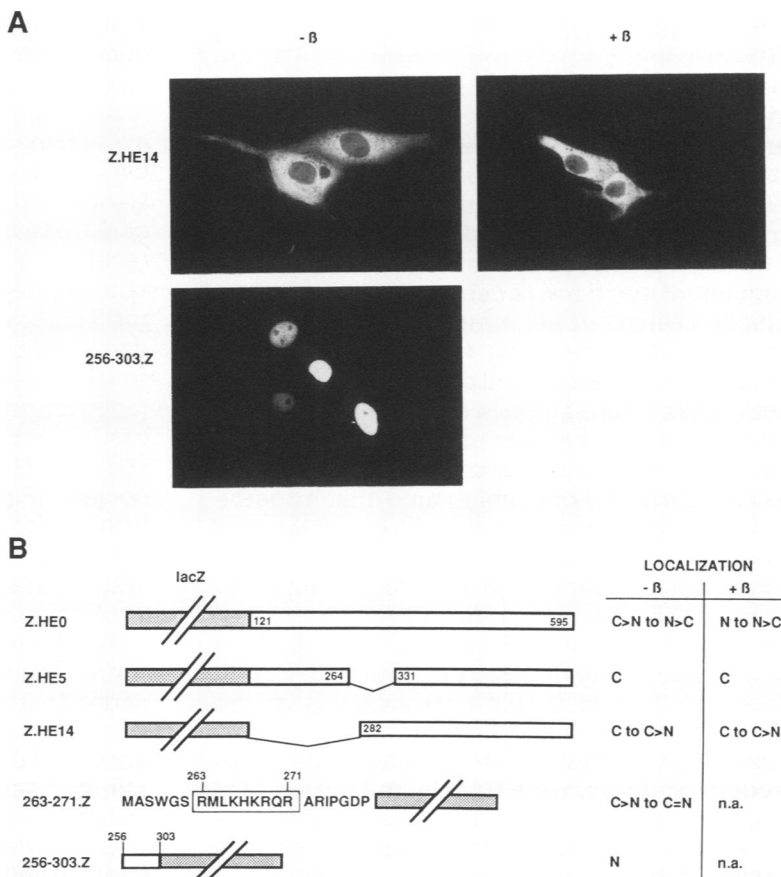 A
- ß
+ ß
Z.HE14
256-303.Z
B
LOCALIZATION
lacZ
- ß
+ ß
Z.HE0
121
595
C>N to N>C
N to N>C
Z.HE5
264
331
C
C
Z.HE14
282
C to C>N
C to C>N
263
271
263-271.Z
MASWGS RMLKHKRQR ARIPGDP
C>N to C=N
n.a.
256
303
256-303.Z
N
n.a.